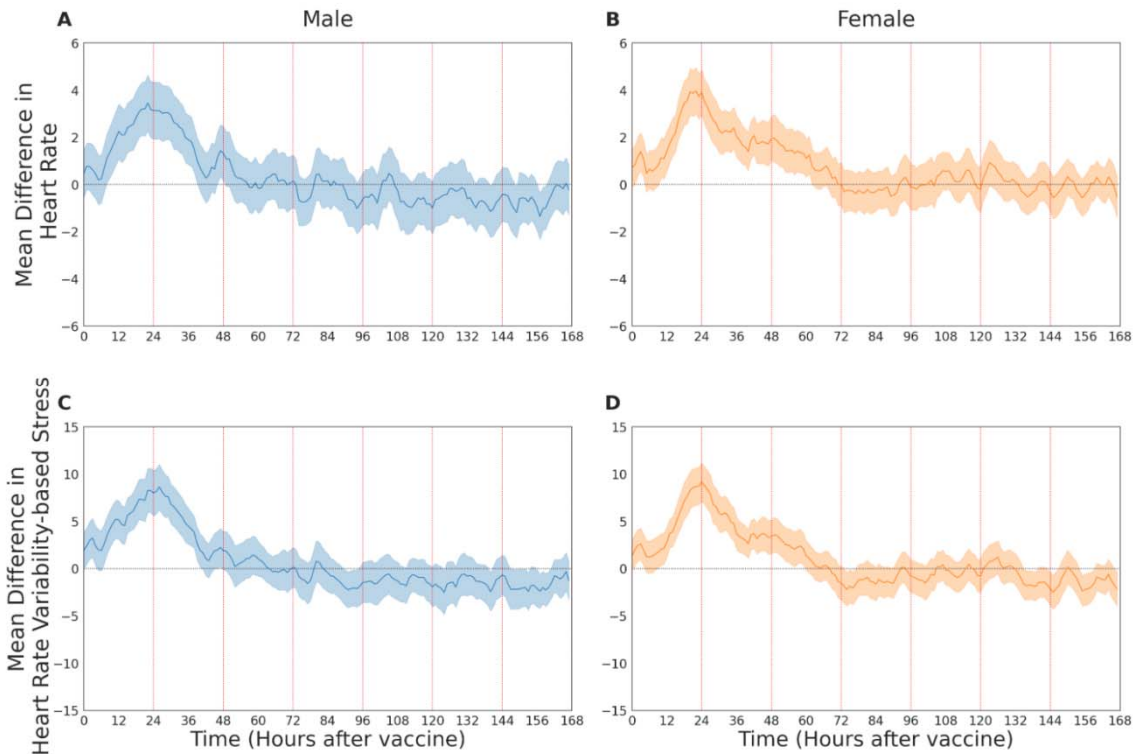 A
Male
B
Female
Mean Difference in
Heart Rate
6
4
2
0
−2
−4
−6
0 12 24 36 48 60 72 84 96 108 120 132 144 156 168
6
4
2
0
−2
−4
−6
0 12 24 36 48 60 72 84 96 108 120 132 144 156 168
C
D
Mean Difference in
Heart Rate Variability-based Stress
15
10
5
0
−5
−10
−15
0 12 24 36 48 60 72 84 96 108 120 132 144 156 168
Time (Hours after vaccine)
15
10
5
0
−5
−10
−15
0 12 24 36 48 60 72 84 96 108 120 132 144 156 168
Time (Hours after vaccine)